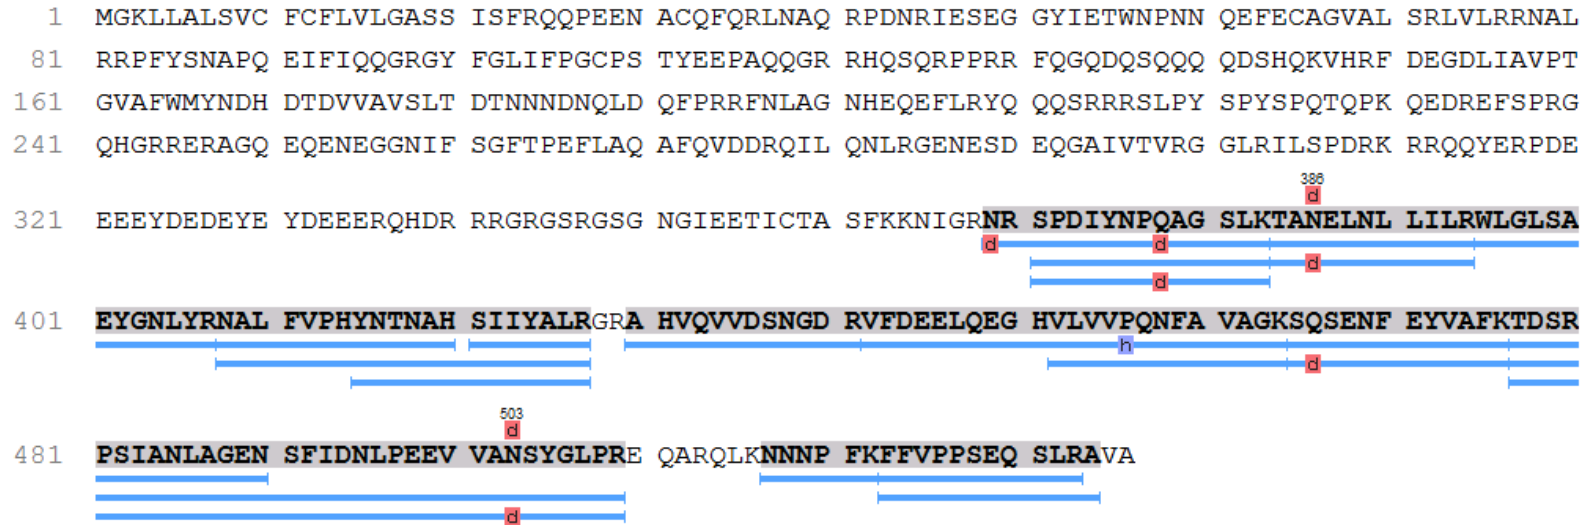 1 MGKLLALSVC FCFLVLGASS ISFRQQPEEN ACQFQRLNAQ RPDNRIESEG GYIETWNPNN QEFECAGVAL SRLVLRRNAL
81 RRPFYSNAPQ EIFIQQGRGY FGLIFPGCPS TYEEPAQQGR RHQSQRPPRR FQGQDQSQQQ QDSHQKVHRF DEGDLIAVPT
161 GVAFWMYNDH DTDVVAVSLT DTNNNDNQLD QFPRRFNLAG NHEQEFLRYQ QQSRRRSLPY SPYSPQTQPK QEDREFSPRG
241 QHGRRERAGQ EQENEGGNIF SGFTPEFLAQ AFQVDDRQIL QNLRGENESD EQGAIVTVRG GLRILSPDRK RRQQYERPDE
386
d
321 EEEYDEDEYE YDEEERQHDR RRGRGSRGSG NGIEETICTA SFKKNIGRNR SPDIYNPQAG SLKTANELNL LILRWLGLSA
d d
d
d
401 EYGNLYRNAL FVPHYNTNAH SIIYALRGRA HVQVVDSNGD RVFDEELQEG HVLVVPQNFA VAGKSQSENF EYVAFKTDSR
h
d
503
d
481 PSIANLAGEN SFIDNLPEEV VANSYGLPRE QARQLKNNNP FKFFVPPSEQ SLRAVA
d